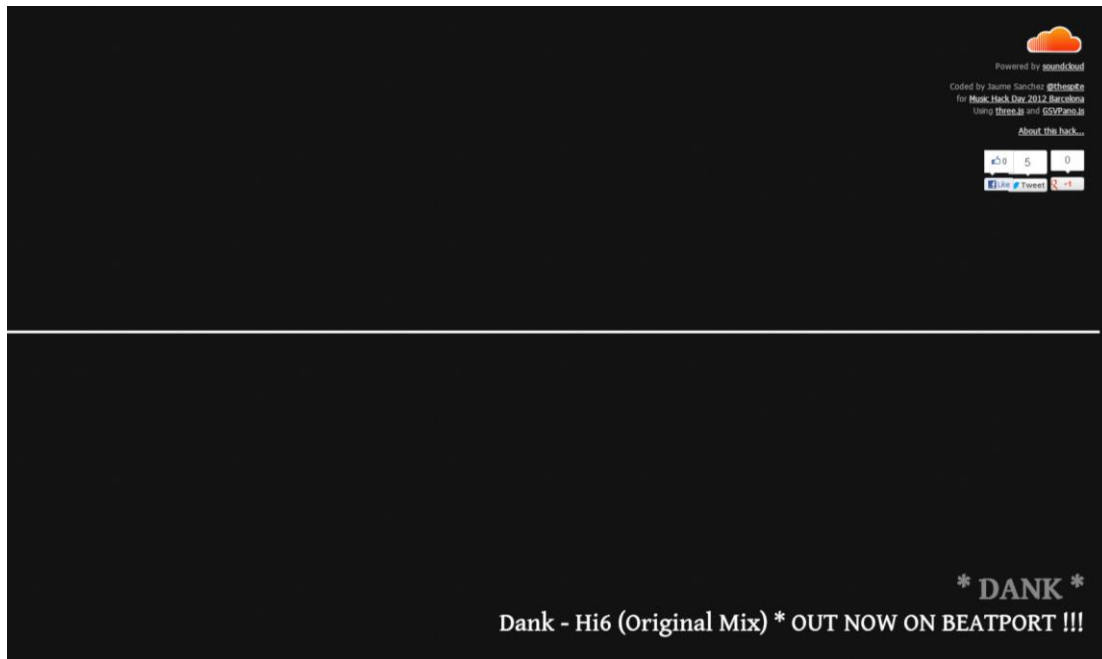 Powered by soundcloud
Coded by Jaume Sanchez @thespite
for Music Hack Day 2012 Barcelona
Using three.js and GSVPano.js
About this hack...
0 5 0
Like Tweet +1
* DANK *
Dank - Hi6 (Original Mix) * OUT NOW ON BEATPORT !!!